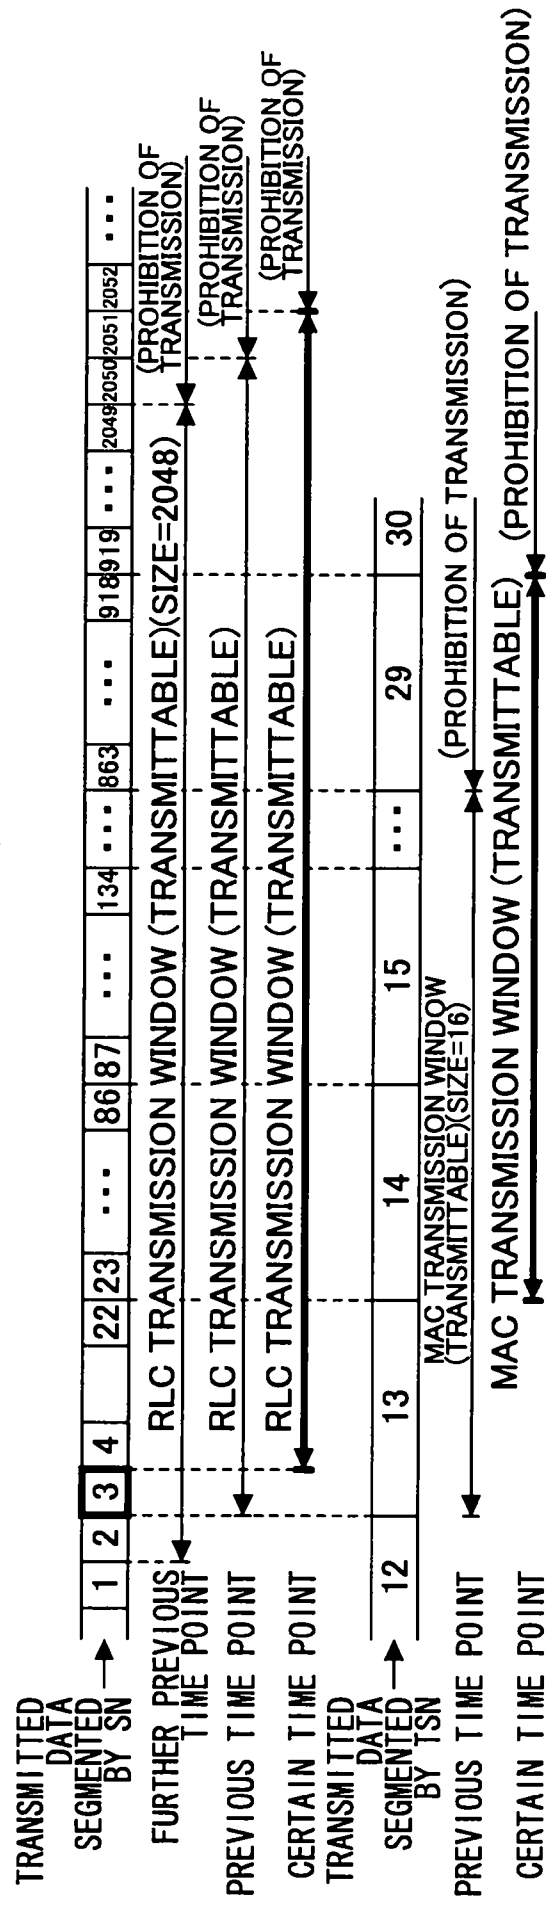 TRANSMITTED
DATA
SEGMENTED
BY SN
1 2 3 4 22 23 ... 86 87 ... 134 ... 863 ... 918 919 ... 2049 2050 2051 2052 ...
FURTHER PREVIOUS
TIME POINT
RLC TRANSMISSION WINDOW (TRANSMITTABLE)(SIZE=2048)
(PROHIBITION OF
TRANSMISSION)
PREVIOUS TIME POINT
RLC TRANSMISSION WINDOW (TRANSMITTABLE)
(PROHIBITION OF
TRANSMISSION)
CERTAIN TIME POINT
RLC TRANSMISSION WINDOW (TRANSMITTABLE)
(PROHIBITION OF
TRANSMISSION)
TRANSMITTED
DATA
SEGMENTED
BY TSN
12 13 14 15 ... 29 30
PREVIOUS TIME POINT
MAC TRANSMISSION WINDOW
(TRANSMITTABLE)(SIZE=16)
(PROHIBITION OF TRANSMISSION)
CERTAIN TIME POINT
MAC TRANSMISSION WINDOW (TRANSMITTABLE)
(PROHIBITION OF TRANSMISSION)